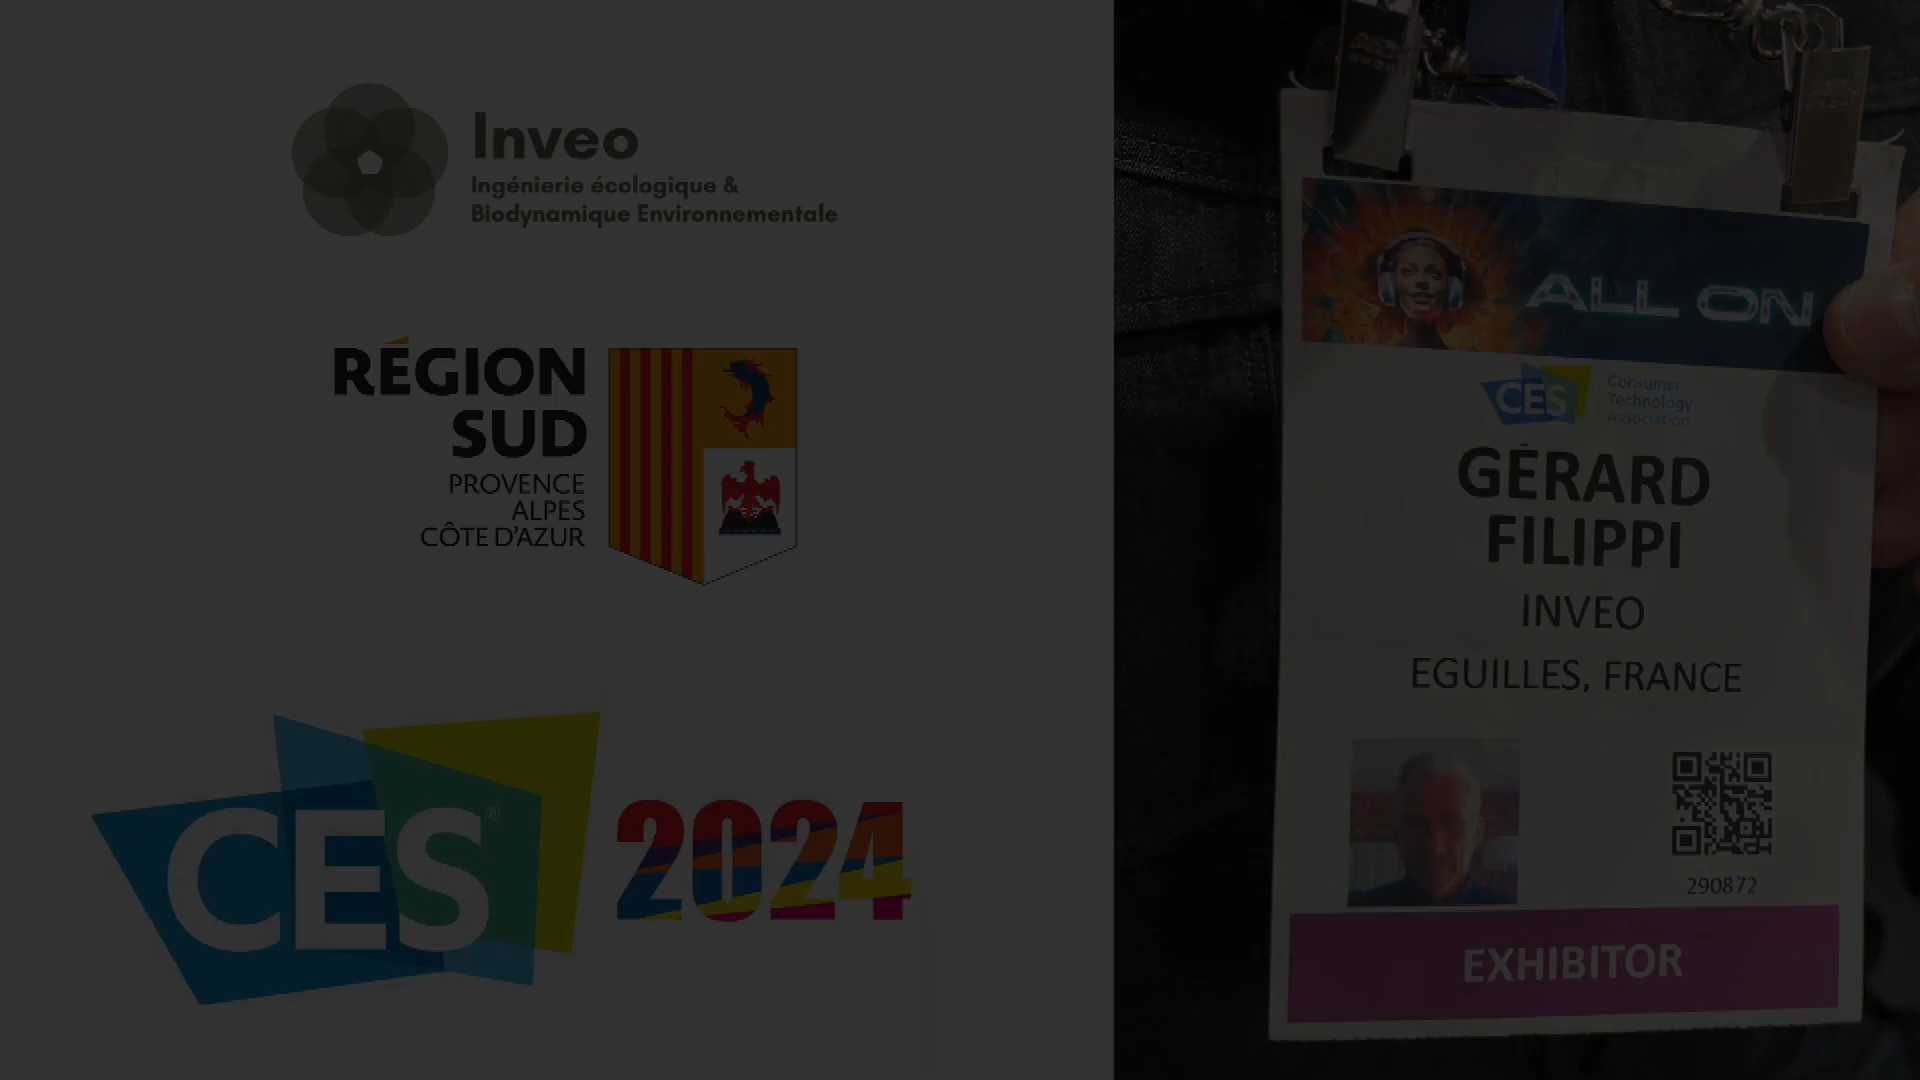 Inveo
Ingénierie écologique &
Biodynamique Environnementale
RÉGION
SUD
PROVENCE
ALPES
CÔTE D'AZUR
CES®
2024
ALL ON
CES
Consumer
Technology
Association
GÉRARD
FILIPPI
INVEO
EGUILLES, FRANCE
290872
EXHIBITOR